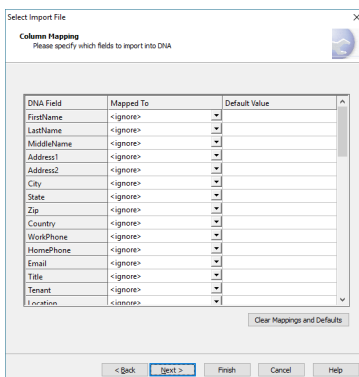 Select Import File
Column Mapping
Please specify which fields to import into DNA
DNA Field Mapped To Default Value
FirstName <ignore>
LastName <ignore>
MiddleName <ignore>
Address1 <ignore>
Address2 <ignore>
City <ignore>
State <ignore>
Zip <ignore>
Country <ignore>
WorkPhone <ignore>
HomePhone <ignore>
Email <ignore>
Title <ignore>
Tenant <ignore>
Location <ignore>
Clear Mappings and Defaults
< Back Next > Finish Cancel Help